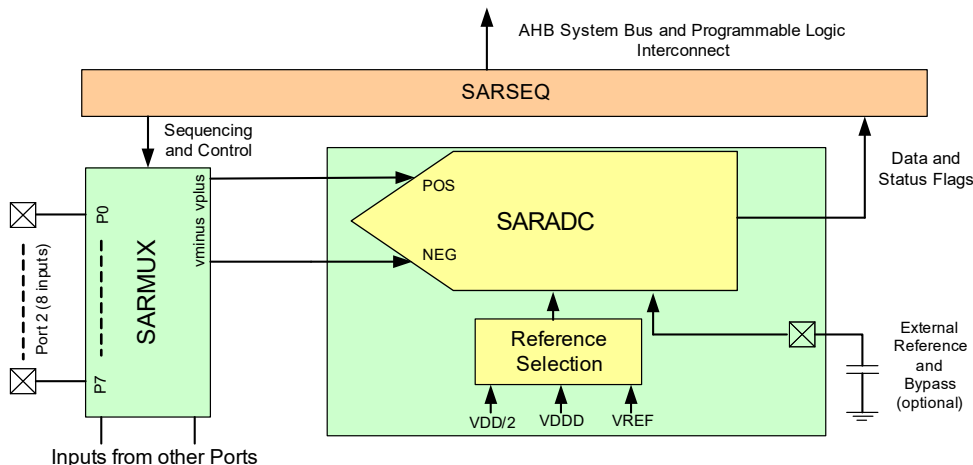 AHB System Bus and Programmable Logic
Interconnect
SARSEQ
Sequencing
and Control
Data and
Status Flags
vminus vplus
POS
NEG
SARADC
P0
P7
SARMUX
Port 2 (8 inputs)
Reference
Selection
VDD/2
VDDD
VREF
External
Reference
and
Bypass
(optional)
Inputs from other Ports